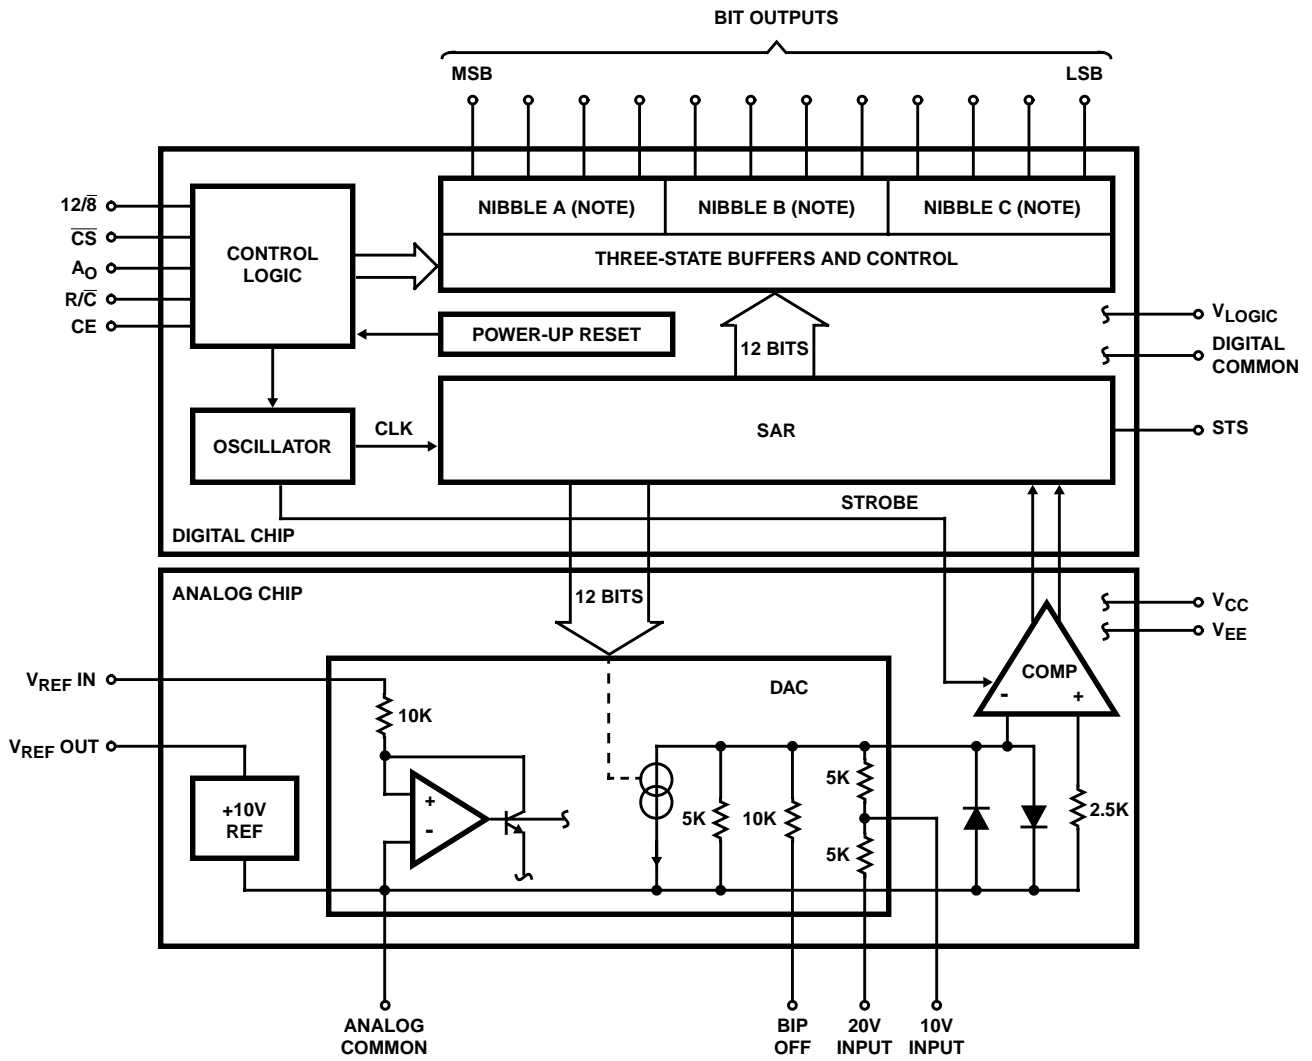 BIT OUTPUTS
MSB
LSB
NIBBLE A (NOTE)
NIBBLE B (NOTE)
NIBBLE C (NOTE)
THREE-STATE BUFFERS AND CONTROL
12/8̅
C̅S̅
AO
R/C̅
CE
CONTROL
LOGIC
POWER-UP RESET
12 BITS
VLOGIC
DIGITAL
COMMON
OSCILLATOR
CLK
SAR
STS
STROBE
DIGITAL CHIP
ANALOG CHIP
12 BITS
VCC
VEE
COMP
-
+
VREF IN
DAC
10K
VREF OUT
+10V
REF
+
-
5K
10K
5K
5K
2.5K
ANALOG
COMMON
BIP
OFF
20V
INPUT
10V
INPUT